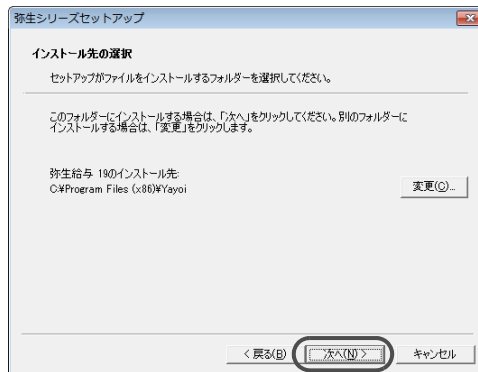 弥生シリーズセットアップ
インストール先の選択
セットアップがファイルをインストールするフォルダーを選択してください。
このフォルダーにインストールする場合は、「次へ」をクリックしてください。別のフォルダーに
インストールする場合は、「変更」をクリックします。
弥生給与 19のインストール先:
C:¥Program Files (x86)¥Yayoi
変更(C)...
< 戻る(B)
次へ(N) >
キャンセル